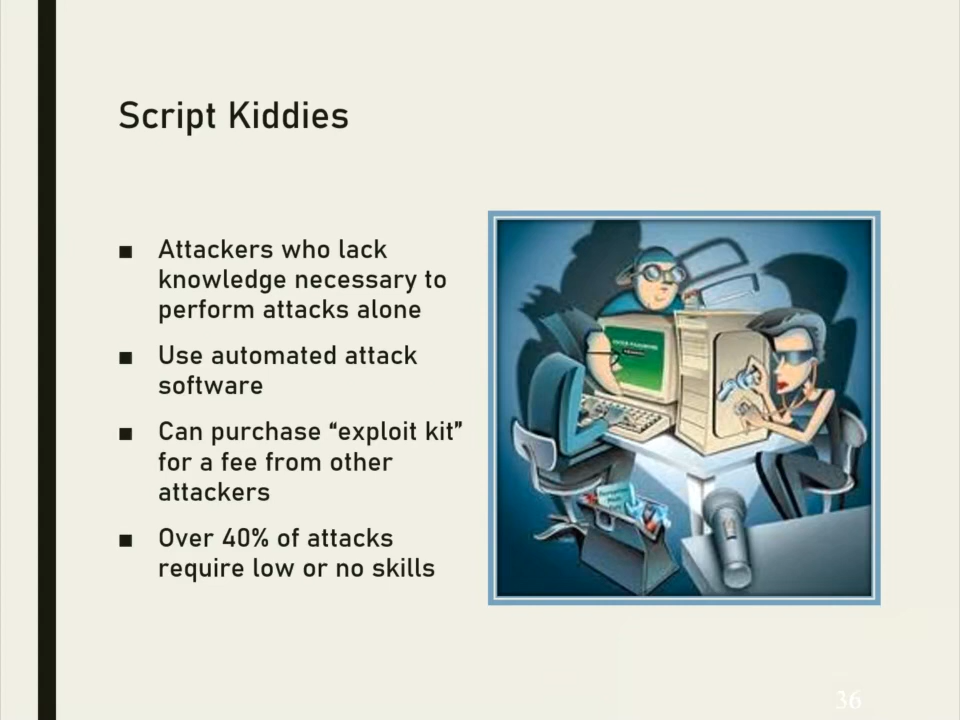 Script Kiddies
■ Attackers who lack
knowledge necessary to
perform attacks alone
■ Use automated attack
software
■ Can purchase “exploit kit”
for a fee from other
attackers
■ Over 40% of attacks
require low or no skills
36